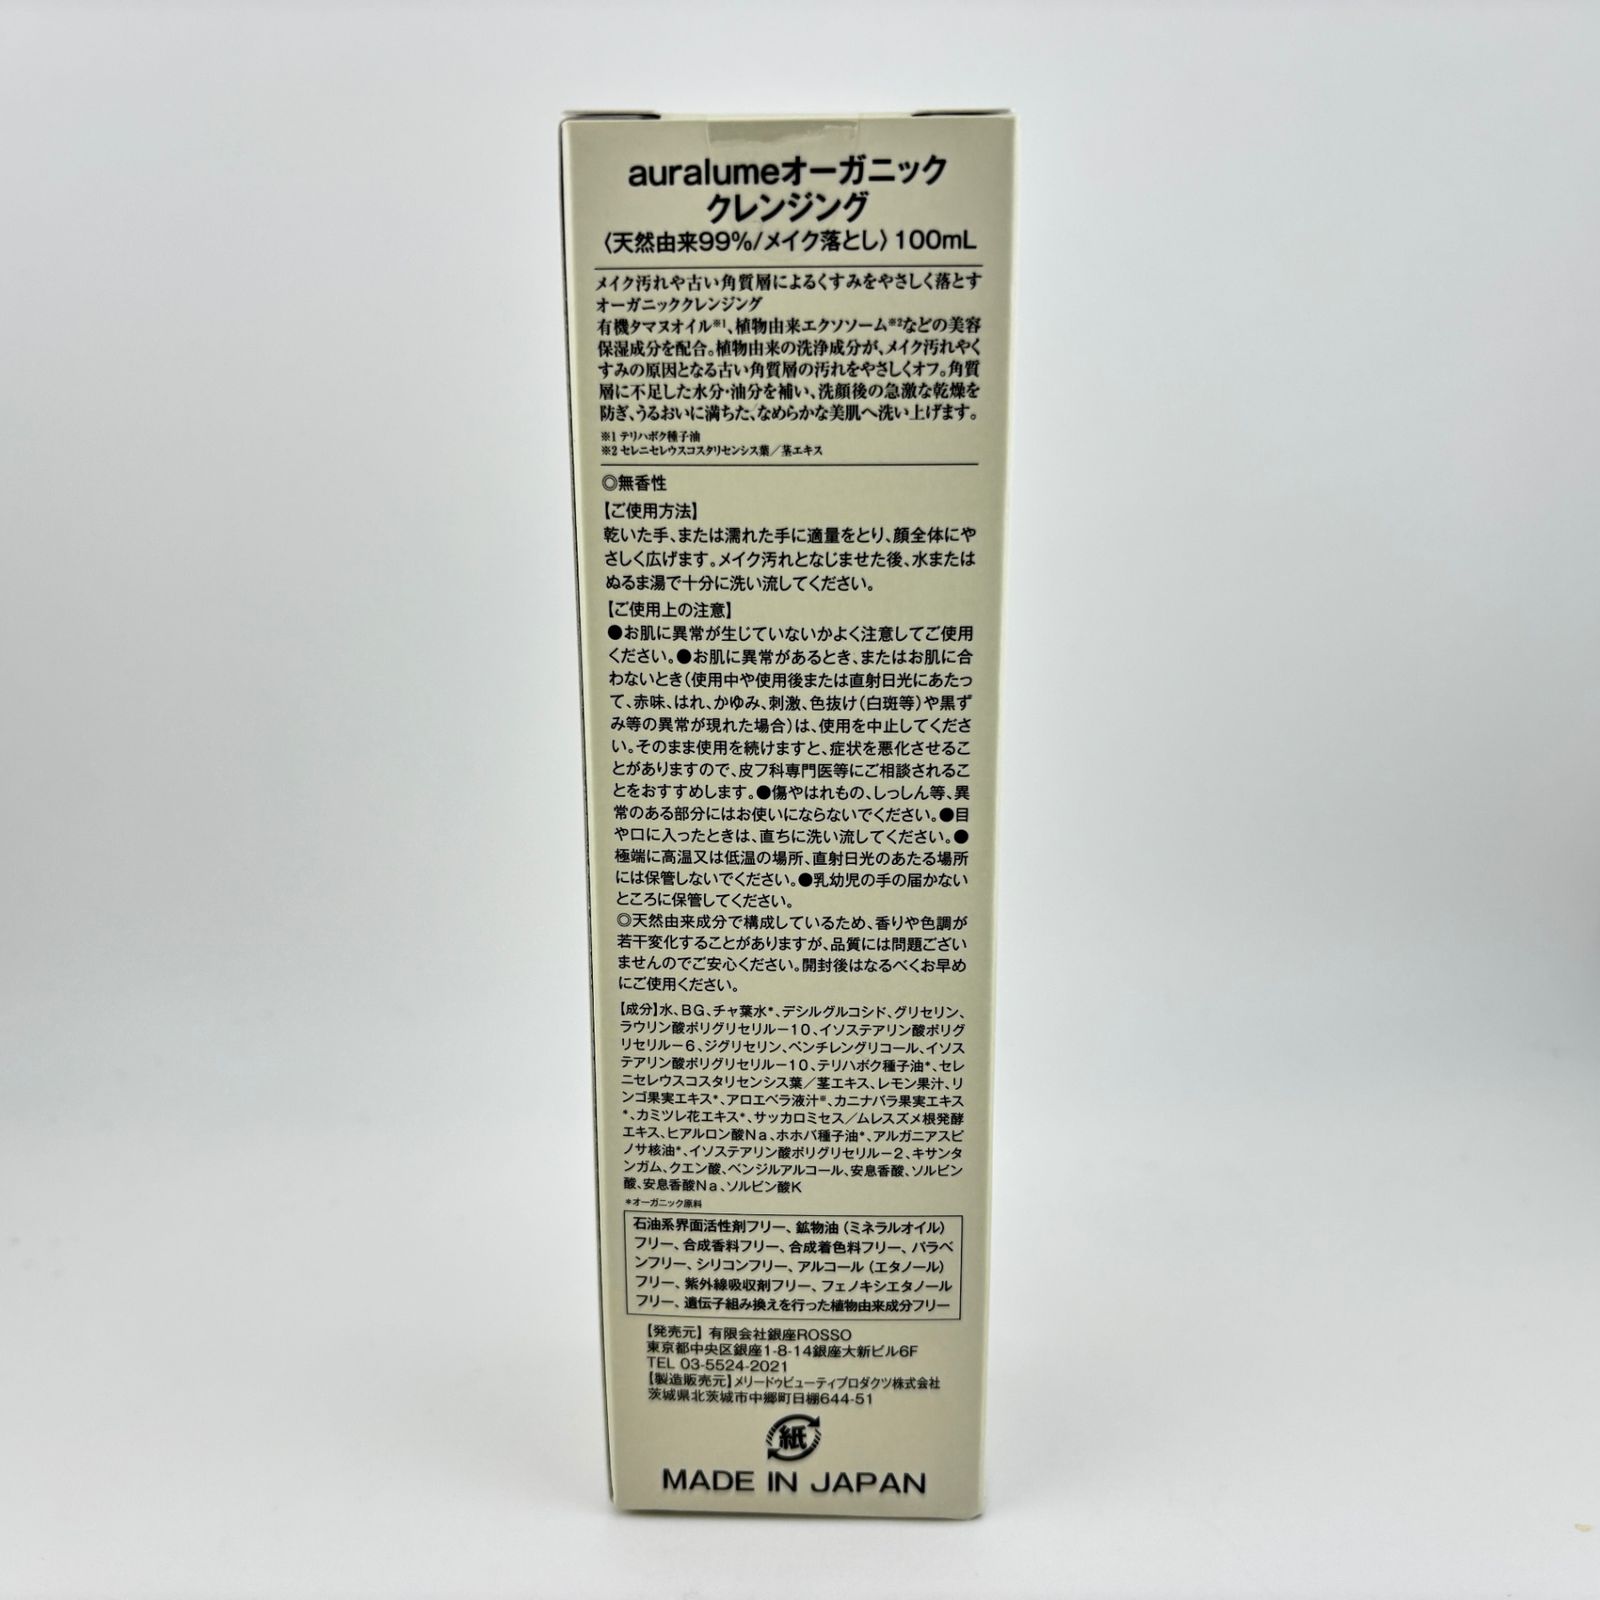 auralumeオーガニック
クレンジング
〈天然由来99%/メイク落とし〉100mL
メイク汚れや古い角質層によるくすみをやさしく落とす
オーガニッククレンジング
有機タマヌオイル※1、植物由来エクソソーム※2などの美容
保湿成分を配合。植物由来の洗浄成分が、メイク汚れやく
すみの原因となる古い角質層の汚れをやさしくオフ。角質
層に不足した水分・油分を補い、洗顔後の急激な乾燥を
防ぎ、うるおいに満ちた、なめらかな美肌へ洗い上げます。
※1 テリハボク種子油
※2 セレニセレウスコスタリセンシス葉／茎エキス
◎無香性
【ご使用方法】
乾いた手、または濡れた手に適量をとり、顔全体にや
さしく広げます。メイク汚れとなじませた後、水または
ぬるま湯で十分に洗い流してください。
【ご使用上の注意】
●お肌に異常が生じていないかよく注意してご使用
ください。●お肌に異常があるとき、またはお肌に合
わないとき（使用中や使用後または直射日光にあたっ
て、赤味、はれ、かゆみ、刺激、色抜け（白斑等）や黒ず
み等の異常が現れた場合）は、使用を中止してくださ
い。そのまま使用を続けますと、症状を悪化させるこ
とがありますので、皮フ科専門医等にご相談されるこ
とをおすすめします。●傷やはれもの、しっしん等、異
常のある部分にはお使いにならないでください。●目
や口に入ったときは、直ちに洗い流してください。●
極端に高温又は低温の場所、直射日光のあたる場所
には保管しないでください。●乳幼児の手の届かない
ところに保管してください。
◎天然由来成分で構成しているため、香りや色調が
若干変化することがありますが、品質には問題ござい
ませんのでご安心ください。開封後はなるべくお早め
にご使用ください。
【成分】水、BG、チャ葉水*、デシルグルコシド、グリセリン、
ラウリン酸ポリグリセリル－10、イソステアリン酸ポリグ
リセリル－6、ジグリセリン、ペンチレングリコール、イソス
テアリン酸ポリグリセリル－10、テリハボク種子油*、セレ
ニセレウスコスタリセンシス葉／茎エキス、レモン果汁、リ
ンゴ果実エキス*、アロエベラ液汁*、カニナバラ果実エキス
*、カミツレ花エキス*、サッカロミセス／ムレスズメ根発酵
エキス、ヒアルロン酸Na、ホホバ種子油*、アルガニアスピ
ノサ核油*、イソステアリン酸ポリグリセリル－2、キサンタ
ンガム、クエン酸、ベンジルアルコール、安息香酸、ソルビン
酸、安息香酸Na、ソルビン酸K
*オーガニック原料
石油系界面活性剤フリー、鉱物油（ミネラルオイル）
フリー、合成香料フリー、合成着色料フリー、パラベ
ンフリー、シリコンフリー、アルコール（エタノール）
フリー、紫外線吸収剤フリー、フェノキシエタノール
フリー、遺伝子組み換えを行った植物由来成分フリー
【発売元】有限会社銀座ROSSO
東京都中央区銀座1-8-14銀座大新ビル6F
TEL 03-5524-2021
【製造販売元】メリードゥビューティプロダクツ株式会社
茨城県北茨城市中郷町日棚644-51
紙
MADE IN JAPAN